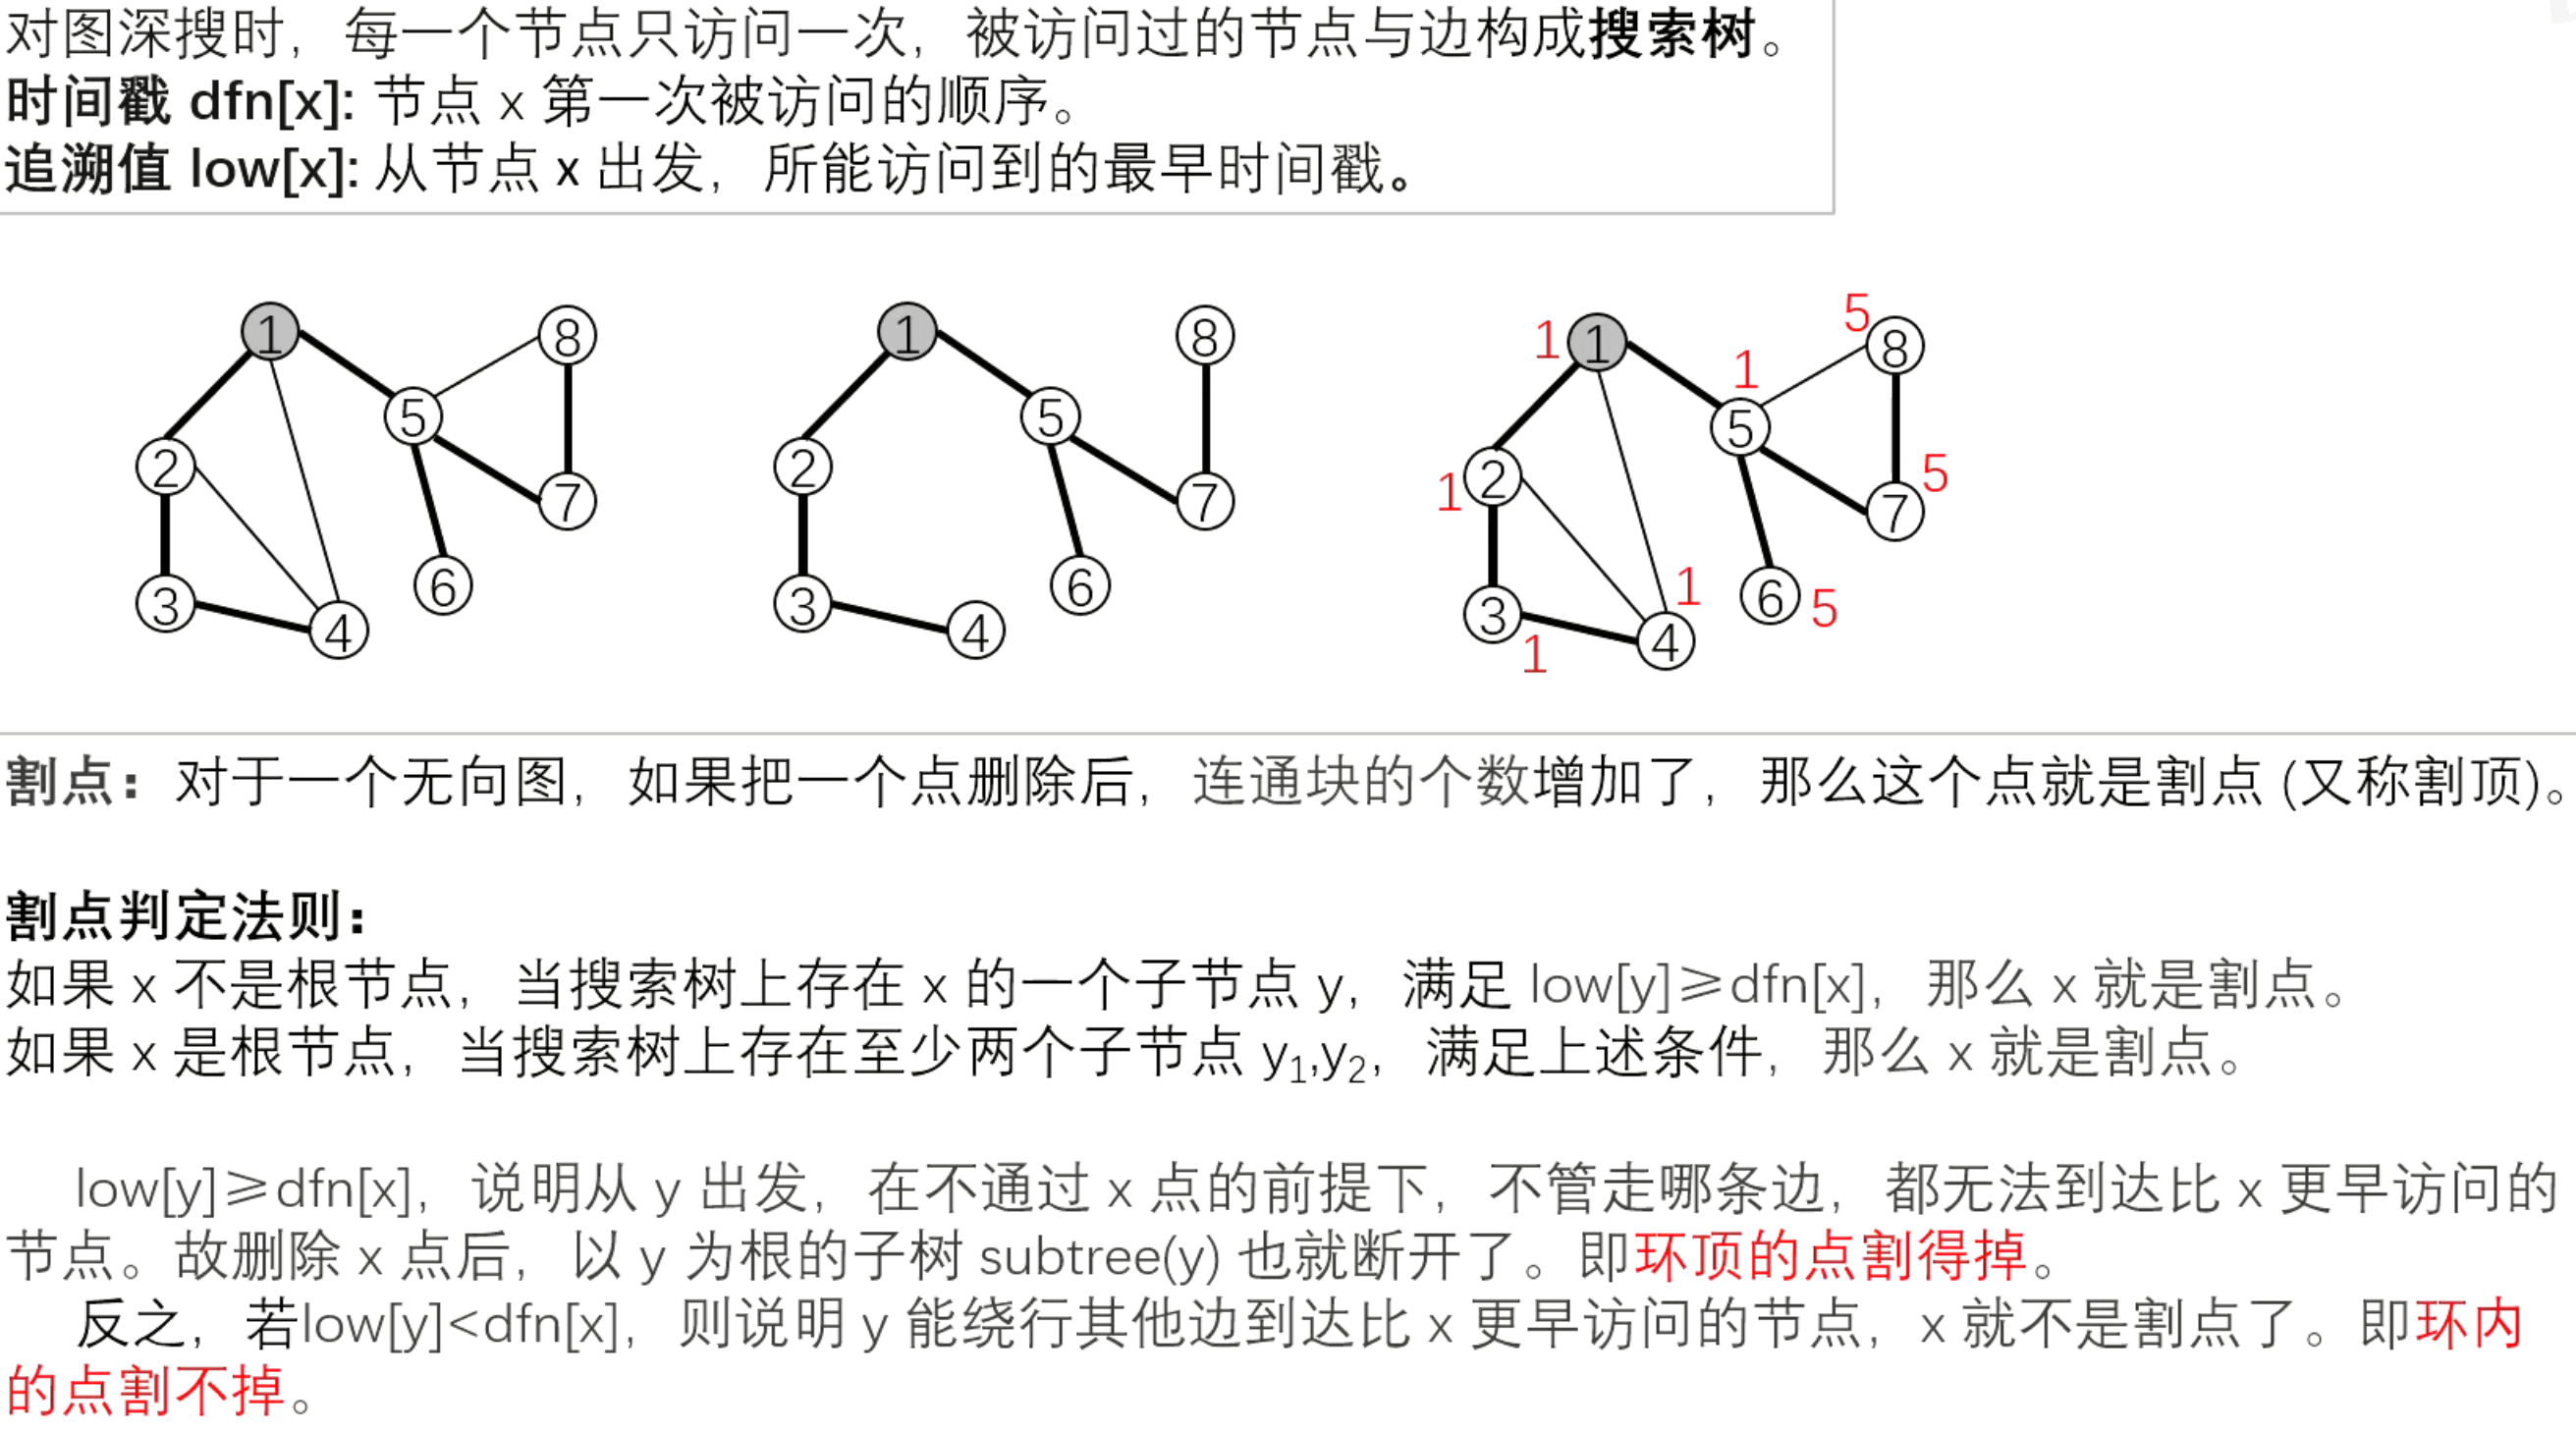 对图深搜时，每一个节点只访问一次，被访问过的节点与边构成搜索树。
时间戳 dfn[x]: 节点 x 第一次被访问的顺序。
追溯值 low[x]: 从节点 x 出发，所能访问到的最早时间戳。
1 8 5 2 7 6 3 4
1 8 5 2 7 6 3 4
5 1 1 8 1 5 2 1 5 7 1 6 5 3 4 1
割点：对于一个无向图，如果把一个点删除后，连通块的个数增加了，那么这个点就是割点 (又称割顶)。
割点判定法则：
如果 x 不是根节点，当搜索树上存在 x 的一个子节点 y，满足 low[y]⩾dfn[x]，那么 x 就是割点。
如果 x 是根节点，当搜索树上存在至少两个子节点 y₁,y₂，满足上述条件，那么 x 就是割点。
low[y]⩾dfn[x]，说明从 y 出发，在不通过 x 点的前提下，不管走哪条边，都无法到达比 x 更早访问的
节点。故删除 x 点后，以 y 为根的子树 subtree(y) 也就断开了。即环顶的点割得掉。
反之，若low[y]<dfn[x]，则说明 y 能绕行其他边到达比 x 更早访问的节点，x 就不是割点了。即环内
的点割不掉。